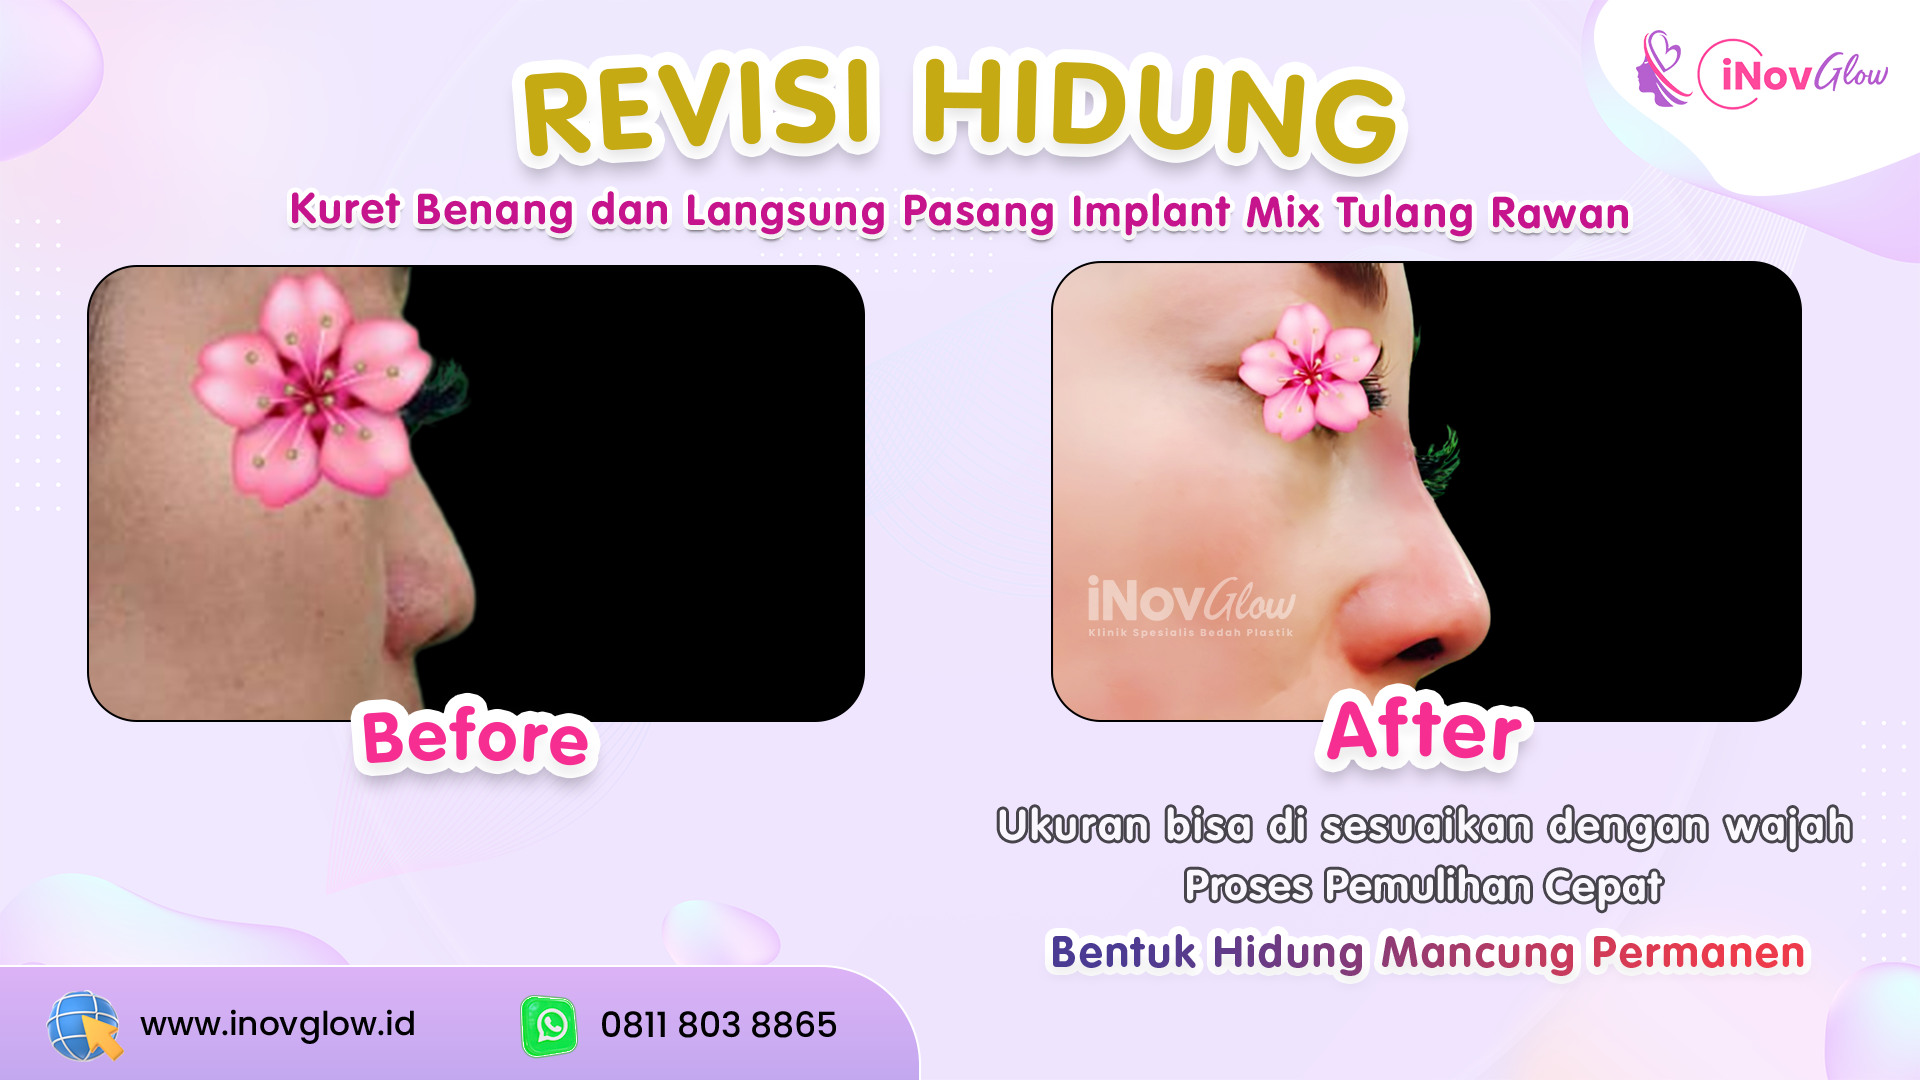 REVISI HIDUNG
iNovGlow
Kuret Benang dan Langsung Pasang Implant Mix Tulang Rawan
iNovGlow
Klinik Spesialis Bedah Plastik
Before
After
Ukuran bisa di sesuaikan dengan wajah
Proses Pemulihan Cepat
Bentuk Hidung Mancung Permanen
www.inovglow.id
0811 803 8865